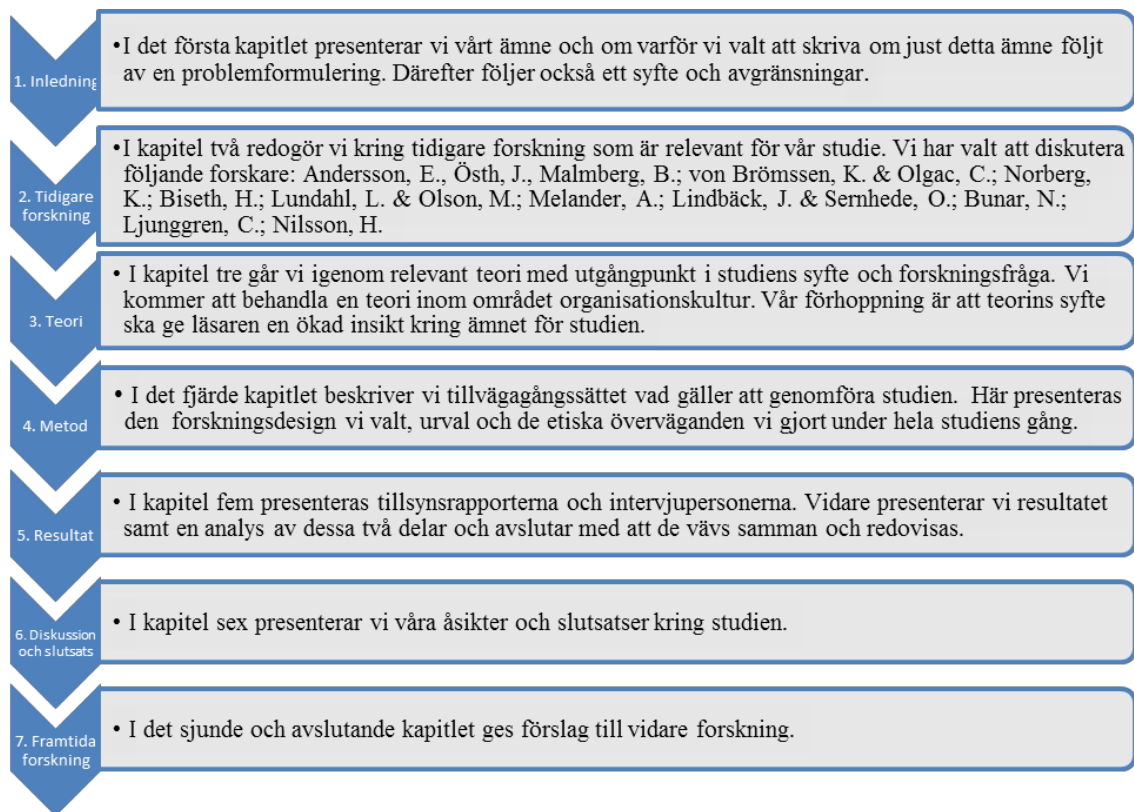 1. Inledning
•I det första kapitlet presenterar vi vårt ämne och om varför vi valt att skriva om just detta ämne följt
av en problemformulering. Därefter följer också ett syfte och avgränsningar.
2. Tidigare
forskning
•I kapitel två redogör vi kring tidigare forskning som är relevant för vår studie. Vi har valt att diskutera
följande forskare: Andersson, E., Östh, J., Malmberg, B.; von Brömssen, K. & Olgac, C.; Norberg,
K.; Biseth, H.; Lundahl, L. & Olson, M.; Melander, A.; Lindbäck, J. & Sernhede, O.; Bunar, N.;
Ljunggren, C.; Nilsson, H.
3. Teori
• I kapitel tre går vi igenom relevant teori med utgångpunkt i studiens syfte och forskningsfråga. Vi
kommer att behandla en teori inom området organisationskultur. Vår förhoppning är att teorins syfte
ska ge läsaren en ökad insikt kring ämnet för studien.
4. Metod
• I det fjärde kapitlet beskriver vi tillvägagångssättet vad gäller att genomföra studien. Här presenteras
den forskningsdesign vi valt, urval och de etiska överväganden vi gjort under hela studiens gång.
5. Resultat
• I kapitel fem presenteras tillsynsrapporterna och intervjupersonerna. Vidare presenterar vi resultatet
samt en analys av dessa två delar och avslutar med att de vävs samman och redovisas.
6. Diskussion
och slutsats
• I kapitel sex presenterar vi våra åsikter och slutsatser kring studien.
7. Framtida
forskning
• I det sjunde och avslutande kapitlet ges förslag till vidare forskning.